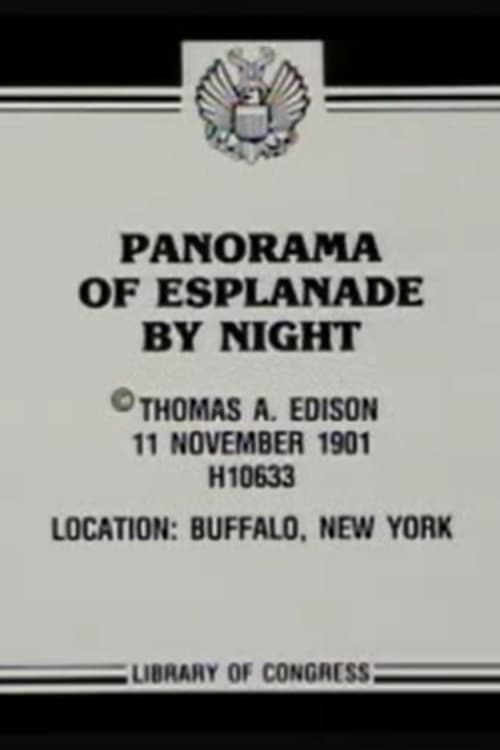 PANORAMA
OF ESPLANADE
BY NIGHT
© THOMAS A. EDISON
11 NOVEMBER 1901
H10633
LOCATION: BUFFALO, NEW YORK
LIBRARY OF CONGRESS